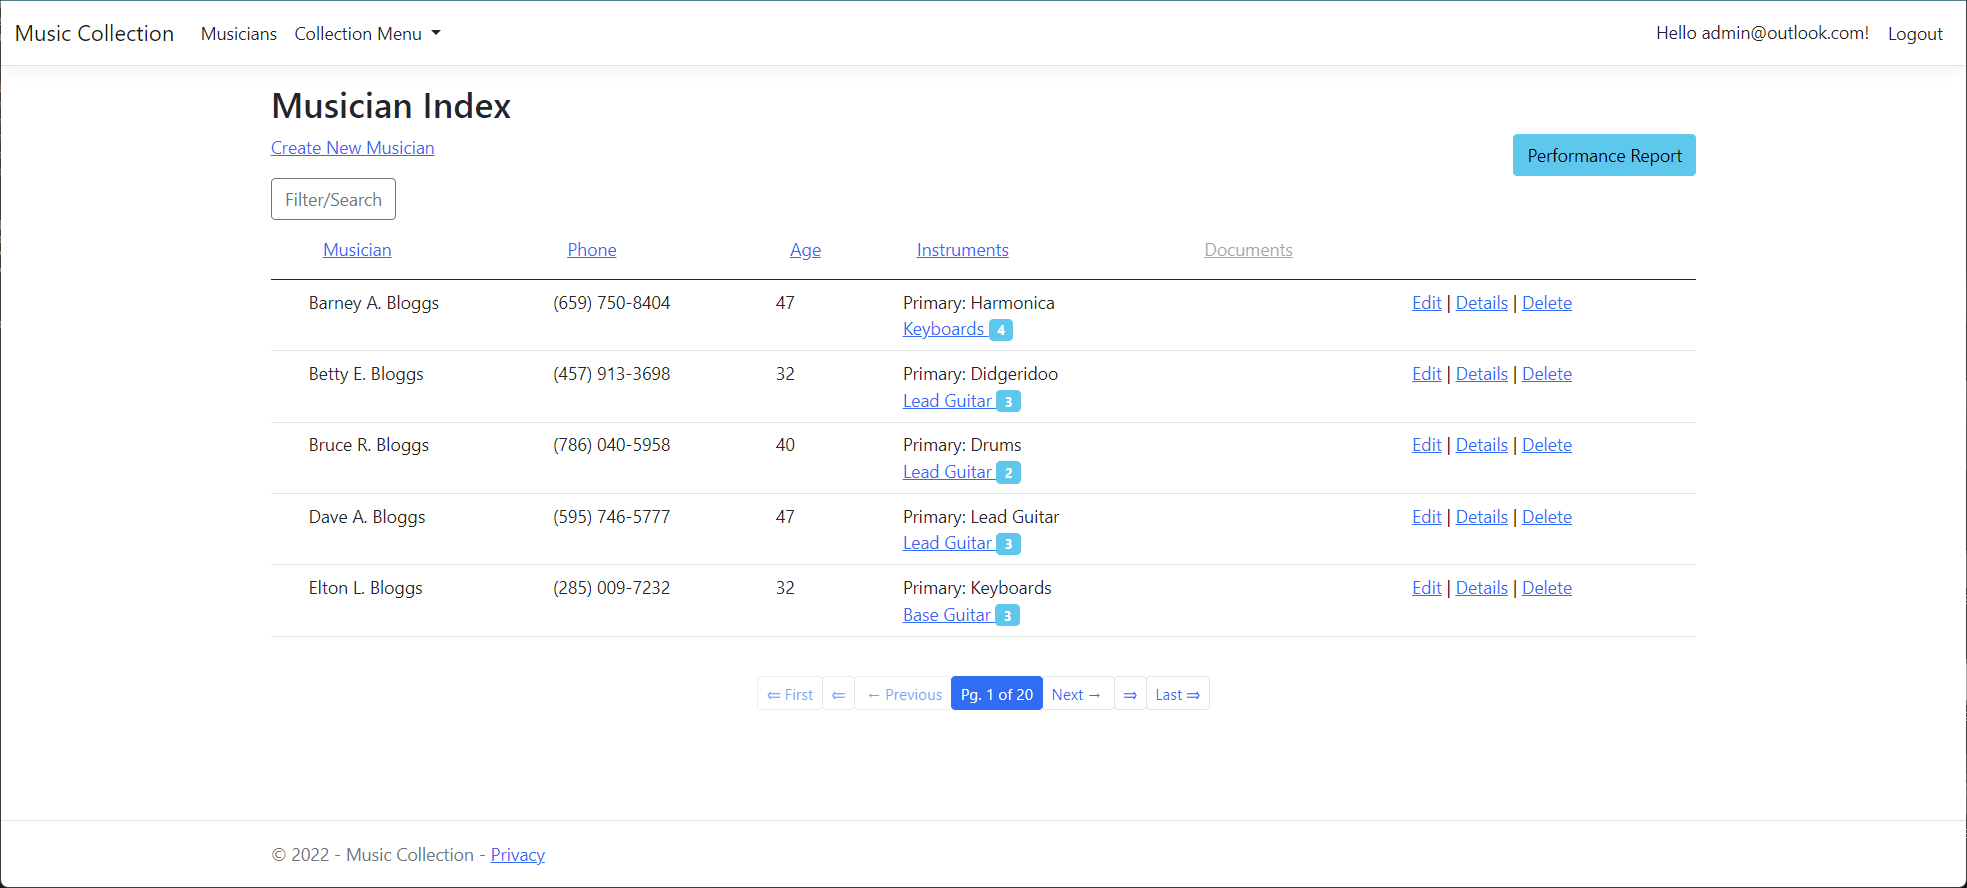 Music Collection Musicians Collection Menu Hello admin@outlook.com! Logout
Musician Index
Create New Musician
Performance Report
Filter/Search
Musician Phone Age Instruments Documents
Barney A. Bloggs (659) 750-8404 47 Primary: Harmonica Edit | Details | Delete
Keyboards 4
Betty E. Bloggs (457) 913-3698 32 Primary: Didgeridoo Edit | Details | Delete
Lead Guitar 3
Bruce R. Bloggs (786) 040-5958 40 Primary: Drums Edit | Details | Delete
Lead Guitar 2
Dave A. Bloggs (595) 746-5777 47 Primary: Lead Guitar Edit | Details | Delete
Lead Guitar 3
Elton L. Bloggs (285) 009-7232 32 Primary: Keyboards Edit | Details | Delete
Base Guitar 3
⇐ First ⇐ ← Previous Pg. 1 of 20 Next → ⇒ Last ⇒
© 2022 - Music Collection - Privacy